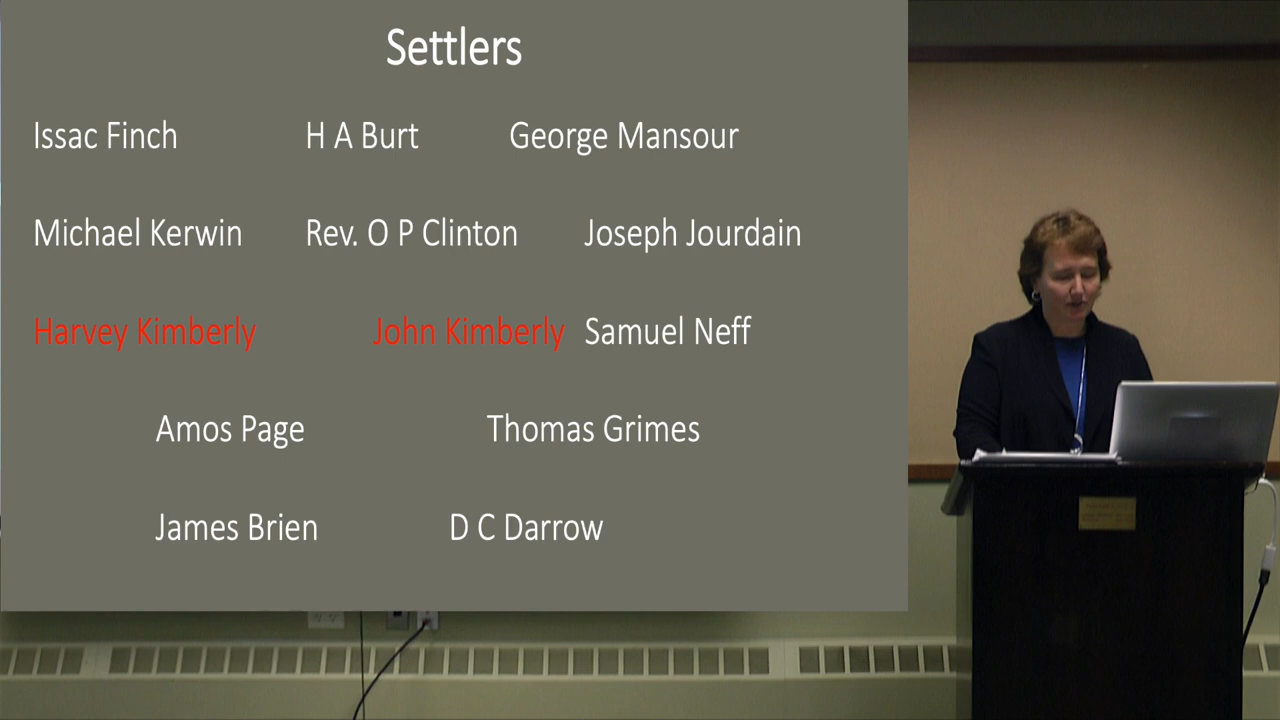 Settlers
Issac Finch H A Burt George Mansour
Michael Kerwin Rev. O P Clinton Joseph Jourdain
Harvey Kimberly John Kimberly Samuel Neff
Amos Page Thomas Grimes
James Brien D C Darrow